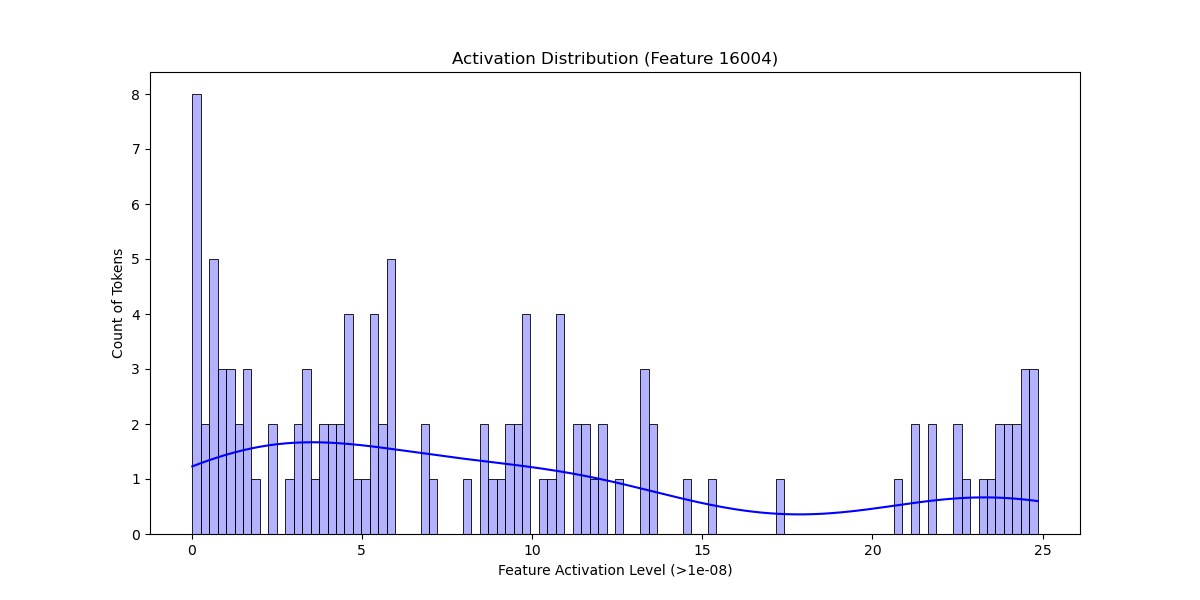 Activation Distribution (Feature 16004)
Count of Tokens
8
7
6
5
4
3
2
1
0
0 5 10 15 20 25
Feature Activation Level (>1e-08)